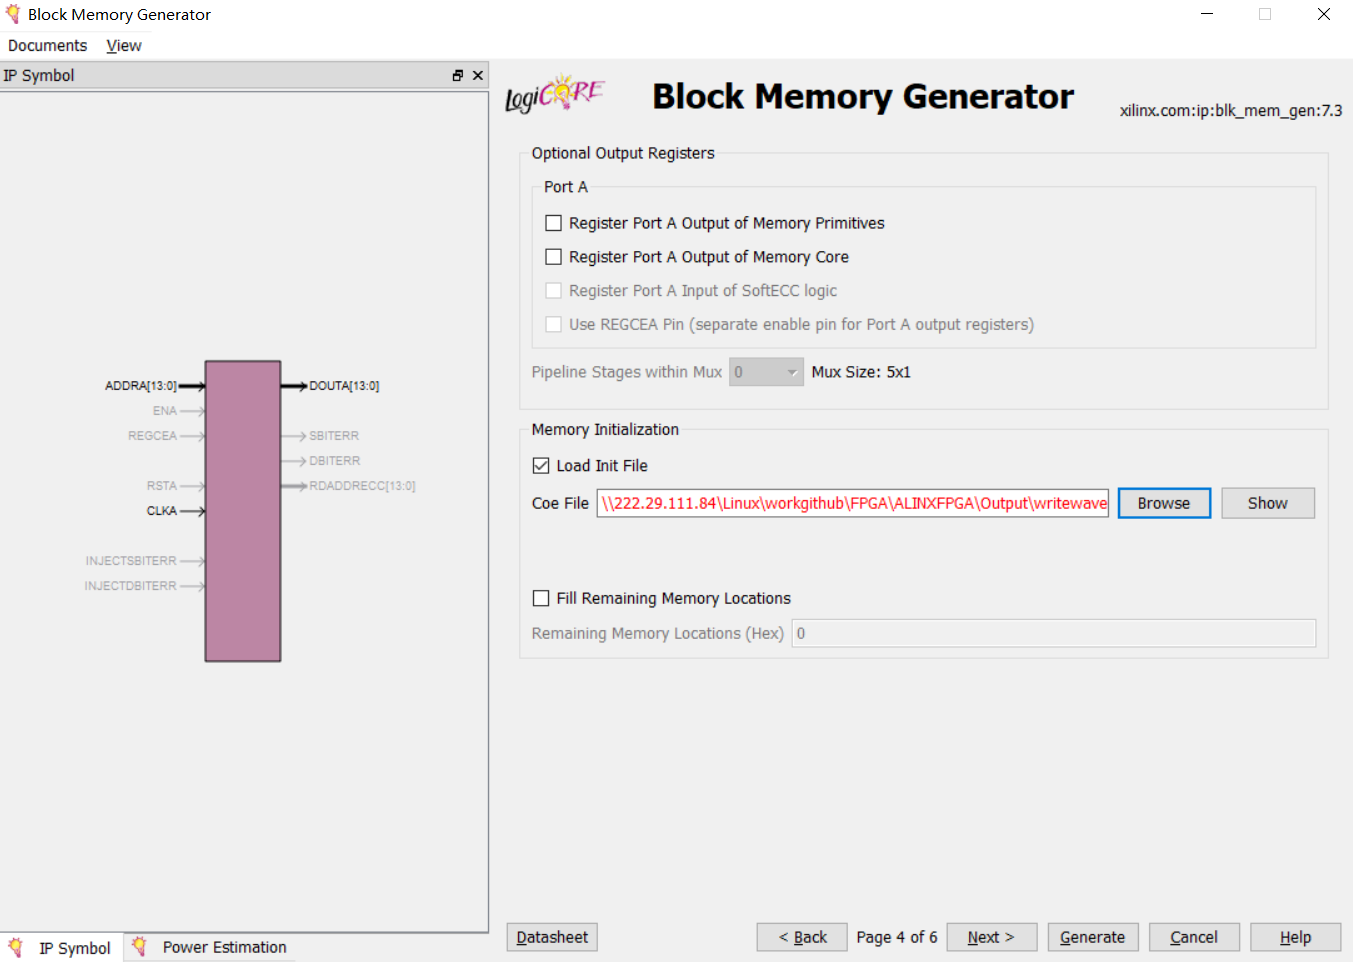 Block Memory Generator
Documents View
IP Symbol
LogiCORE
Block Memory Generator
xilinx.com:ip:blk_mem_gen:7.3
Optional Output Registers
Port A
Register Port A Output of Memory Primitives
Register Port A Output of Memory Core
Register Port A Input of SoftECC logic
Use REGCEA Pin (separate enable pin for Port A output registers)
Pipeline Stages within Mux 0 Mux Size: 5x1
Memory Initialization
Load Init File
Coe File \\222.29.111.84\Linux\workgithub\FPGA\ALINXFPGA\Output\writewave Browse Show
Fill Remaining Memory Locations
Remaining Memory Locations (Hex) 0
ADDRA[13:0] DOUTA[13:0]
ENA
REGCEA SBITERR
DBITERR
RSTA RDADDRECC[13:0]
CLKA
INJECTSBITERR
INJECTDBITERR
Datasheet < Back Page 4 of 6 Next > Generate Cancel Help
IP Symbol Power Estimation